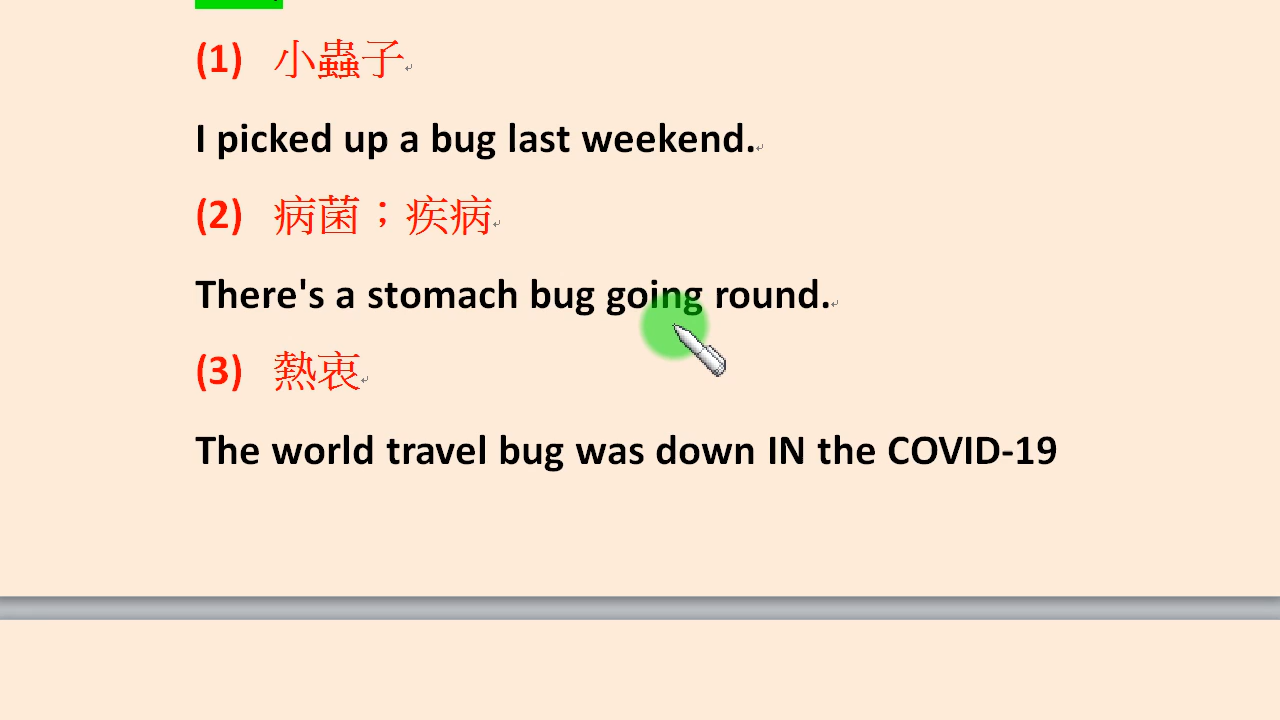 (1) 小蟲子
I picked up a bug last weekend.
(2) 病菌；疾病
There's a stomach bug going round.
(3) 熱衷
The world travel bug was down IN the COVID-19